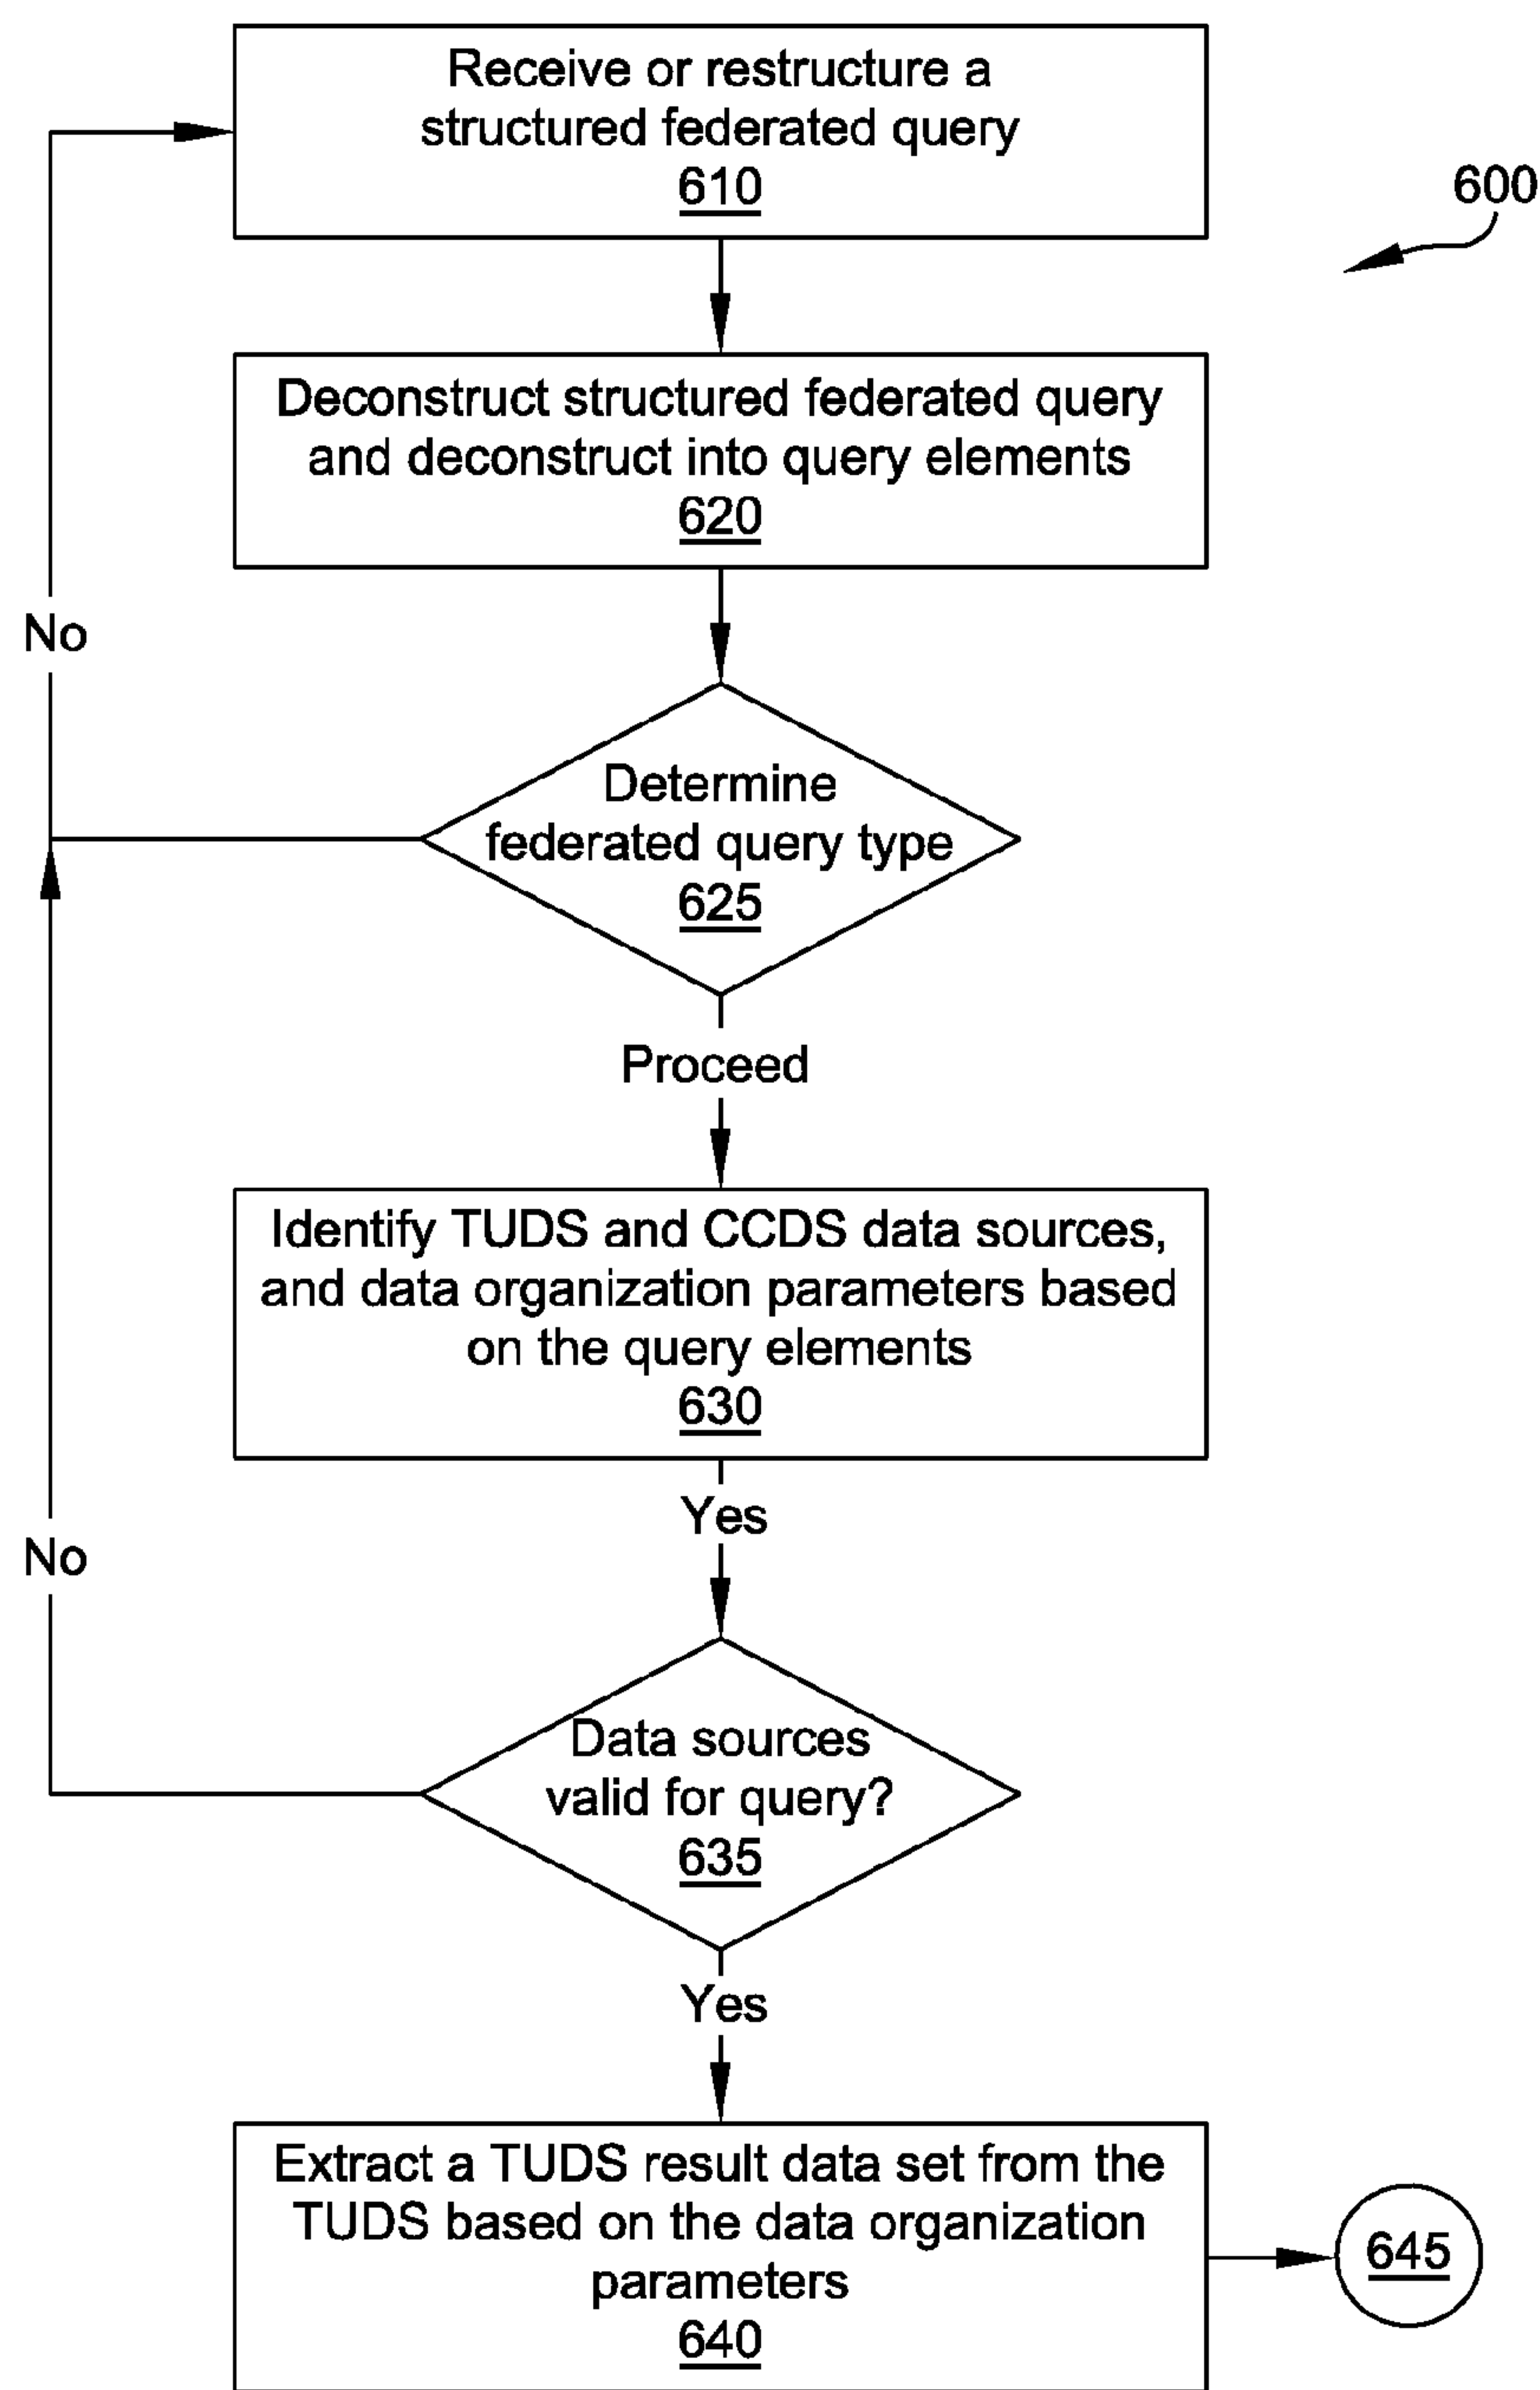 Receive or restructure a
structured federated query
610
600
Deconstruct structured federated query
and deconstruct into query elements
620
No
Determine
federated query type
625
Proceed
Identify TUDS and CCDS data sources,
and data organization parameters based
on the query elements
630
Yes
No
Data sources
valid for query?
635
Yes
Extract a TUDS result data set from the
TUDS based on the data organization
parameters
640
645